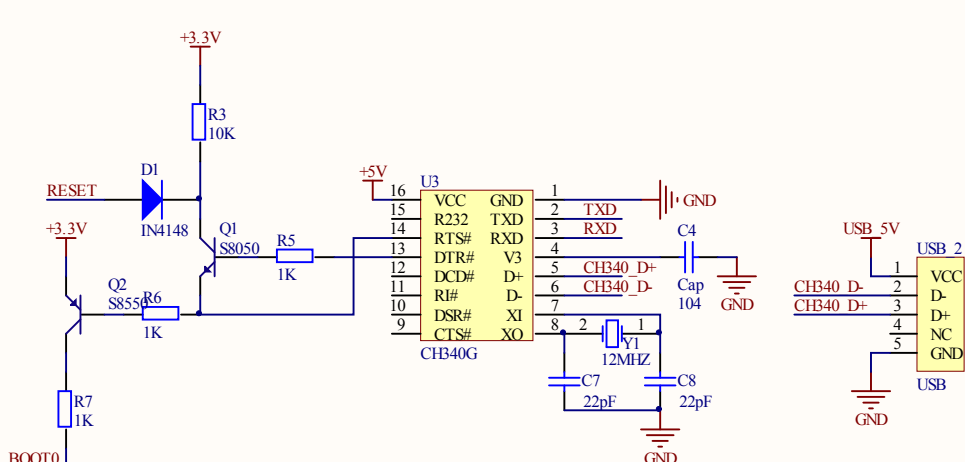 +3.3V
R3
10K
D1
RESET
IN4148
+3.3V
Q1
S8050
R5
1K
Q2
S8550
R6
1K
R7
1K
BOOT0
+5V
U3
16 VCC GND 1
15 R232 TXD 2 TXD
14 RTS# RXD 3 RXD
13 DTR# V3 4
12 DCD# D+ 5 CH340_D+
11 RI# D- 6 CH340_D-
10 DSR# XI 7
9 CTS# XO 8
CH340G
GND
C4
Cap
104
GND
2 1
Y1
12MHZ
C7
22pF
C8
22pF
GND
USB_5V
USB_2
1 VCC
CH340_D- 2 D-
CH340_D+ 3 D+
4 NC
5 GND
USB
GND